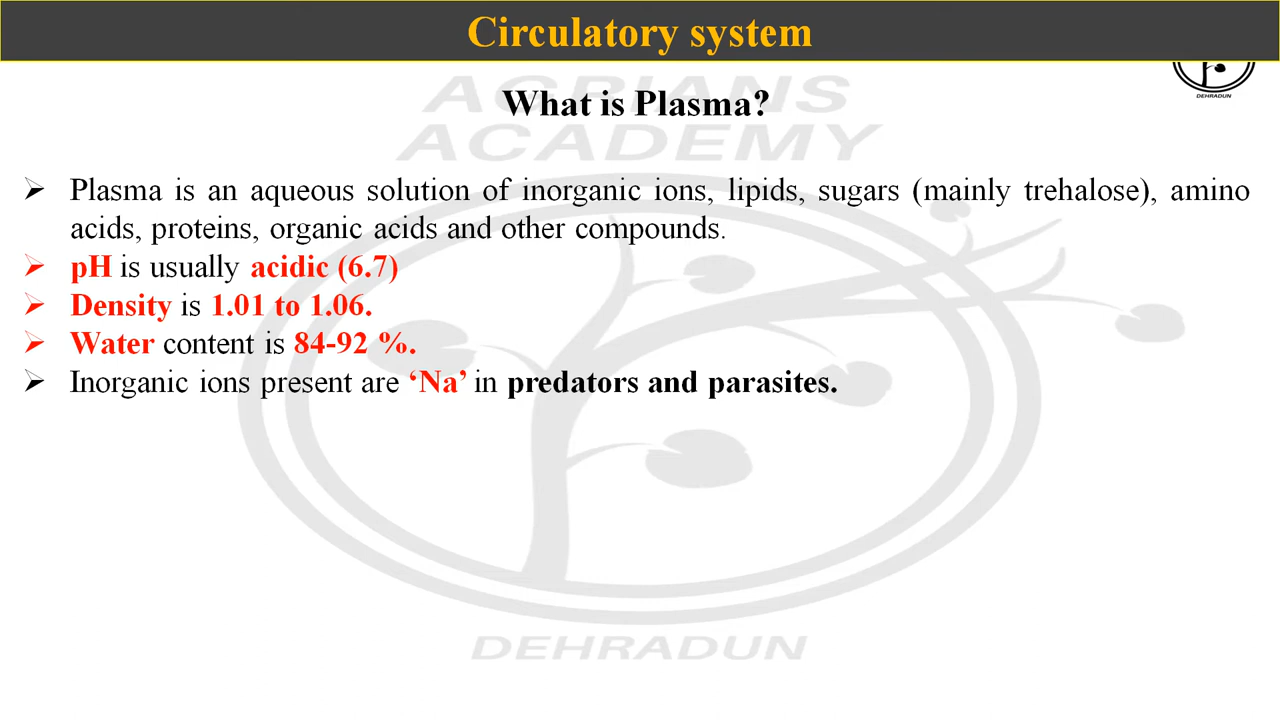 Circulatory system
DEHRADUN
AGRIANS
What is Plasma?
ACADEMY
➢ Plasma is an aqueous solution of inorganic ions, lipids, sugars (mainly trehalose), amino
acids, proteins, organic acids and other compounds.
➢ pH is usually acidic (6.7)
➢ Density is 1.01 to 1.06.
➢ Water content is 84-92 %.
➢ Inorganic ions present are ‘Na’ in predators and parasites.
DEHRADUN